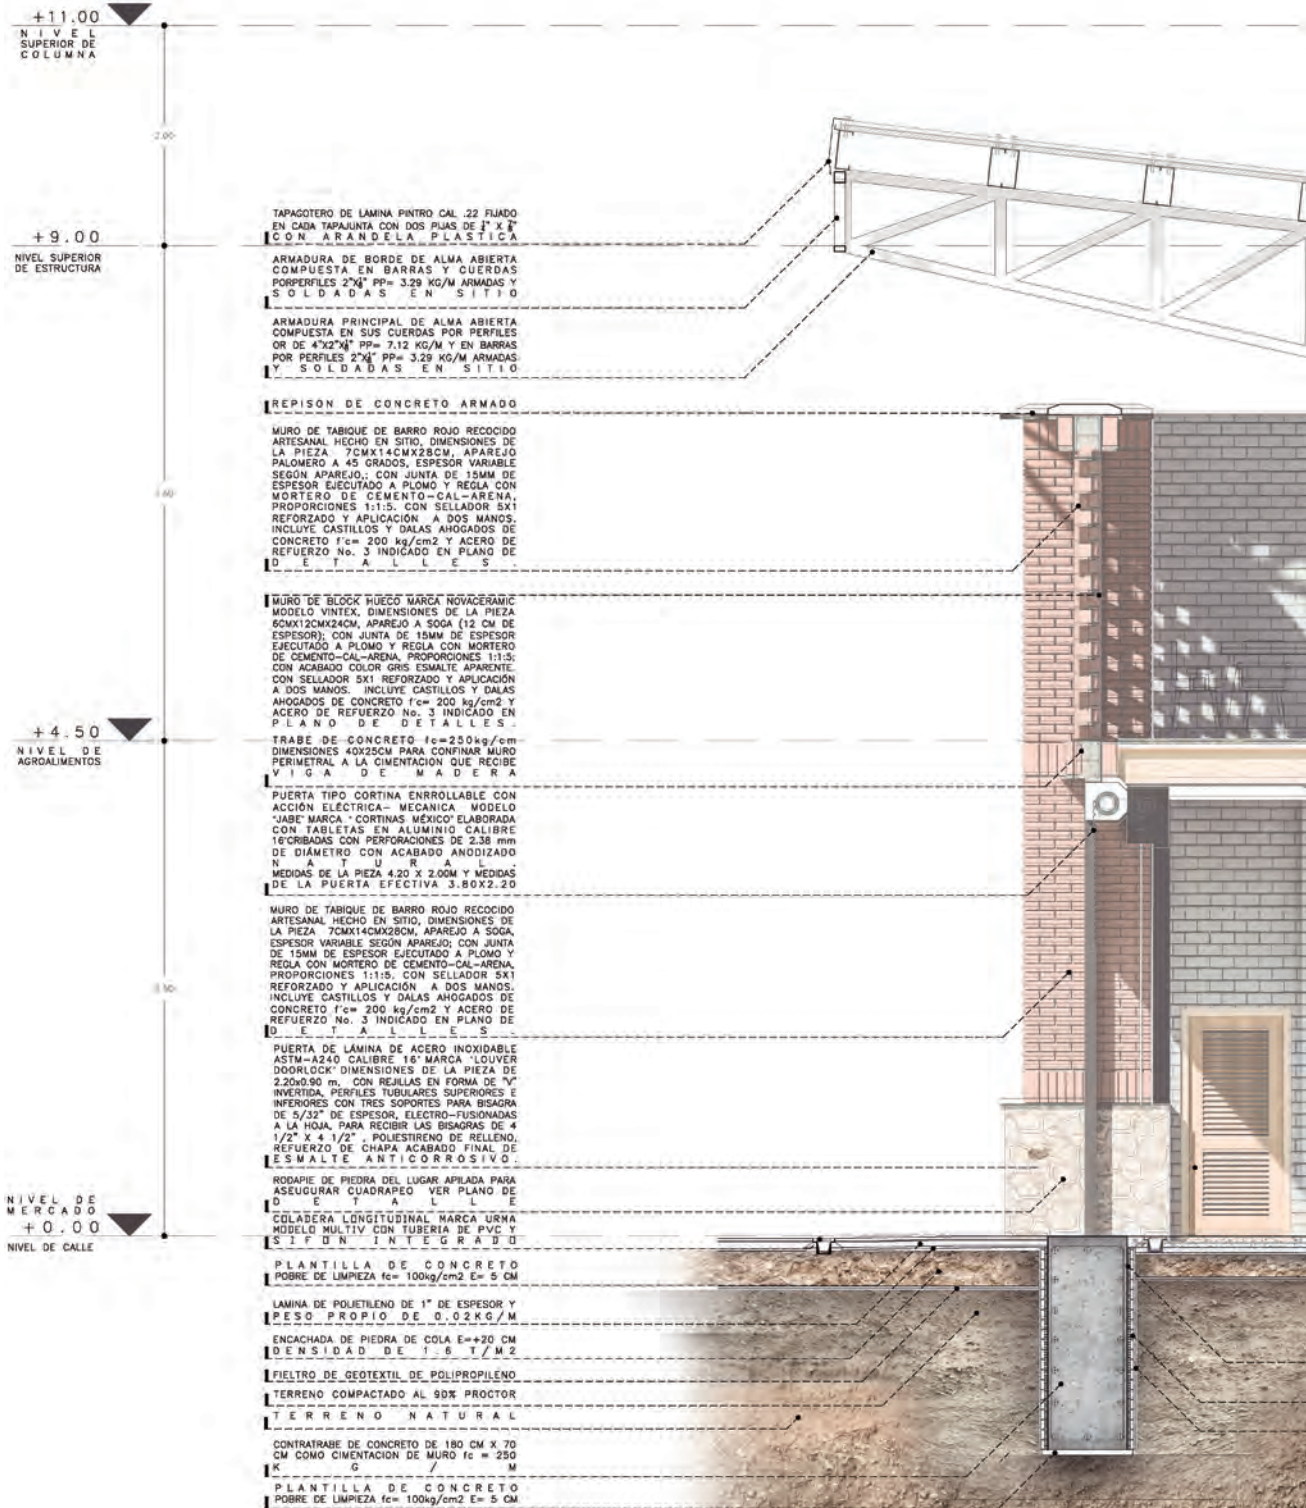 +11.00
NIVEL
SUPERIOR DE
COLUMNA
2.00
TAPAGOTERO DE LAMINA PINTRO CAL .22 FIJADO
EN CADA TAPAJUNTA CON DOS PIJAS DE X
CON ARANDELA PLASTICA
+9.00
NIVEL SUPERIOR
DE ESTRUCTURA
ARMADURA DE BORDE DE ALMA ABIERTA
COMPUESTA EN BARRAS Y CUERDAS
PORPERFILES 2"X PP= 3.29 KG/M ARMADAS Y
SOLDADAS EN SITIO
ARMADURA PRINCIPAL DE ALMA ABIERTA
COMPUESTA EN SUS CUERDAS POR PERFILES
OR DE 4"X2"X PP= 7.12 KG/M Y EN BARRAS
POR PERFILES 2"X PP= 3.29 KG/M ARMADAS
Y SOLDADAS EN SITIO
REPISON DE CONCRETO ARMADO
MURO DE TABIQUE DE BARRO ROJO RECOCIDO
ARTESANAL HECHO EN SITIO, DIMENSIONES DE
LA PIEZA 7CMX14CMX28CM, APAREJO
PALOMERO A 45 GRADOS, ESPESOR VARIABLE
SEGÚN APAREJO,; CON JUNTA DE 15MM DE
ESPESOR EJECUTADO A PLOMO Y REGLA CON
MORTERO DE CEMENTO-CAL-ARENA,
PROPORCIONES 1:1:5. CON SELLADOR 5X1
REFORZADO Y APLICACIÓN A DOS MANOS.
INCLUYE CASTILLOS Y DALAS AHOGADOS DE
CONCRETO f'c= 200 kg/cm2 Y ACERO DE
REFUERZO No. 3 INDICADO EN PLANO DE
DETALLES.
MURO DE BLOCK HUECO MARCA NOVACERAMIC
MODELO VINTEX, DIMENSIONES DE LA PIEZA
6CMX12CMX24CM, APAREJO A SOGA (12 CM DE
ESPESOR); CON JUNTA DE 15MM DE ESPESOR
EJECUTADO A PLOMO Y REGLA CON MORTERO
DE CEMENTO-CAL-ARENA, PROPORCIONES 1:1:5;
CON ACABADO COLOR GRIS ESMALTE APARENTE.
CON SELLADOR 5X1 REFORZADO Y APLICACIÓN
A DOS MANOS. INCLUYE CASTILLOS Y DALAS
AHOGADOS DE CONCRETO f'c= 200 kg/cm2 Y
ACERO DE REFUERZO No. 3 INDICADO EN
PLANO DE DETALLES.
+4.50
NIVEL DE
AGROALIMENTOS
TRABE DE CONCRETO fc=250kg/cm
DIMENSIONES 40X25CM PARA CONFINAR MURO
PERIMETRAL A LA CIMENTACION QUE RECIBE
VIGA DE MADERA
PUERTA TIPO CORTINA ENRROLLABLE CON
ACCIÓN ELÉCTRICA- MECANICA MODELO
"JABE" MARCA " CORTINAS MÉXICO" ELABORADA
CON TABLETAS EN ALUMINIO CALIBRE
16"CRIBADAS CON PERFORACIONES DE 2.38 mm
DE DIÁMETRO CON ACABADO ANODIZADO
NATURAL.
MEDIDAS DE LA PIEZA 4.20 X 2.00M Y MEDIDAS
DE LA PUERTA EFECTIVA 3.80X2.20
MURO DE TABIQUE DE BARRO ROJO RECOCIDO
ARTESANAL HECHO EN SITIO, DIMENSIONES DE
LA PIEZA 7CMX14CMX28CM, APAREJO A SOGA,
ESPESOR VARIABLE SEGÚN APAREJO; CON JUNTA
DE 15MM DE ESPESOR EJECUTADO A PLOMO Y
REGLA CON MORTERO DE CEMENTO-CAL-ARENA,
PROPORCIONES 1:1:5. CON SELLADOR 5X1
REFORZADO Y APLICACIÓN A DOS MANOS.
INCLUYE CASTILLOS Y DALAS AHOGADOS DE
CONCRETO f'c= 200 kg/cm2 Y ACERO DE
REFUERZO No. 3 INDICADO EN PLANO DE
DETALLES.
PUERTA DE LÁMINA DE ACERO INOXIDABLE
ASTM-A240 CALIBRE 16" MARCA "LOUVER
DOORLOCK" DIMENSIONES DE LA PIEZA DE
2.20x0.90 m, CON REJILLAS EN FORMA DE "V"
INVERTIDA, PERFILES TUBULARES SUPERIORES E
INFERIORES CON TRES SOPORTES PARA BISAGRA
DE 5/32" DE ESPESOR, ELECTRO-FUSIONADAS
A LA HOJA, PARA RECIBIR LAS BISAGRAS DE 4
1/2" X 4 1/2" , POLIESTIRENO DE RELLENO,
REFUERZO DE CHAPA ACABADO FINAL DE
ESMALTE ANTICORROSIVO.
RODAPIE DE PIEDRA DEL LUGAR APILADA PARA
ASEUGURAR CUADRAPEO VER PLANO DE
DETALLE
NIVEL DE
MERCADO
+0.00
NIVEL DE CALLE
COLADERA LONGITUDINAL MARCA URMA
MODELO MULTIV CON TUBERIA DE PVC Y
SIFON INTEGRADO
PLANTILLA DE CONCRETO
POBRE DE LIMPIEZA fc= 100kg/cm2 E= 5 CM
LAMINA DE POLIETILENO DE 1" DE ESPESOR Y
PESO PROPIO DE 0.02KG/M
ENCACHADA DE PIEDRA DE COLA E=+20 CM
DENSIDAD DE 1.6 T/M2
FIELTRO DE GEOTEXTIL DE POLIPROPILENO
TERRENO COMPACTADO AL 90% PROCTOR
TERRENO NATURAL
CONTRATRABE DE CONCRETO DE 180 CM X 70
CM COMO CIMENTACION DE MURO fc = 250
KG/M
PLANTILLA DE CONCRETO
POBRE DE LIMPIEZA fc= 100kg/cm2 E= 5 CM